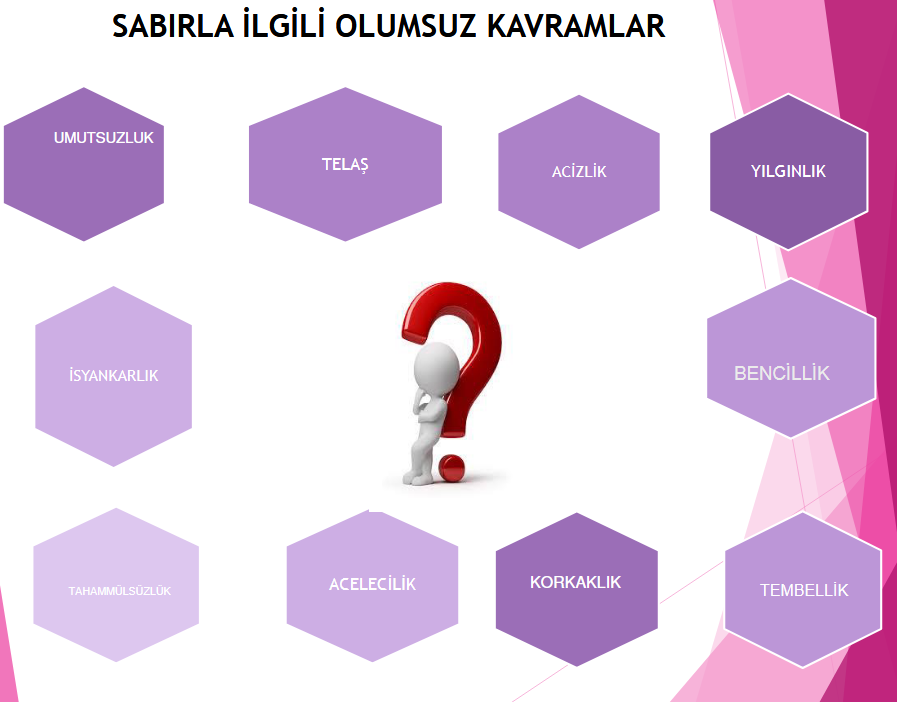 SABIRLA İLGİLİ OLUMSUZ KAVRAMLAR
UMUTSUZLUK
TELAŞ
ACİZLİK
YILGINLIK
İSYANKARLIK
BENCİLLİK
TAHAMMÜLSÜZLÜK
ACELECİLİK
KORKAKLIK
TEMBELLİK